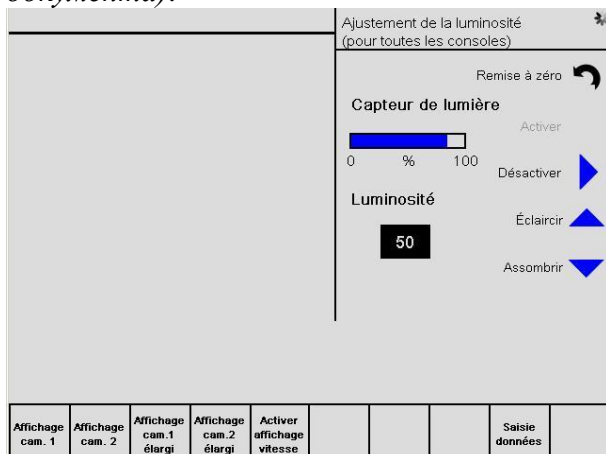 Ajustement de la luminosité
(pour toutes les consoles)
Remise à zéro
Capteur de lumière
Activer
0 % 100
Désactiver
Luminosité
Éclaircir
50
Assombrir
Affichage cam. 1
Affichage cam. 2
Affichage cam.1 élargi
Affichage cam.2 élargi
Activer affichage vitesse
Saisie données